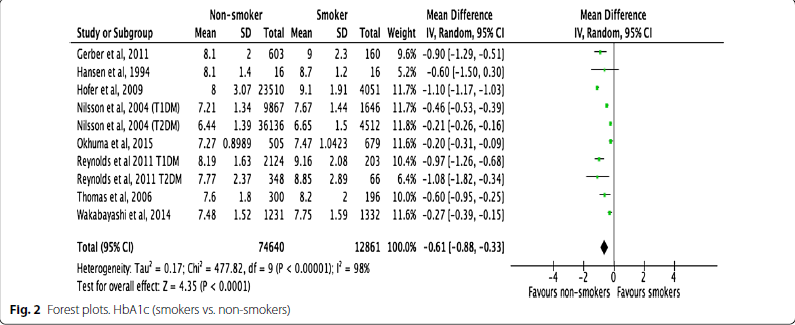 Non-smoker Smoker Mean Difference Mean Difference
Study or Subgroup Mean SD Total Mean SD Total Weight IV, Random, 95% CI IV, Random, 95% CI
Gerber et al, 2011 8.1 2 603 9 2.3 160 9.6% -0.90 [-1.29, -0.51]
Hansen et al, 1994 8.1 1.4 16 8.7 1.2 16 5.2% -0.60 [-1.50, 0.30]
Hofer et al, 2009 8 3.07 23510 9.1 1.91 4051 11.7% -1.10 [-1.17, -1.03]
Nilsson et al, 2004 (T1DM) 7.21 1.34 9867 7.67 1.44 1646 11.7% -0.46 [-0.53, -0.39]
Nilsson et al, 2004 (T2DM) 6.44 1.39 36136 6.65 1.5 4512 11.8% -0.21 [-0.26, -0.16]
Okhuma et al, 2015 7.27 0.8989 505 7.47 1.0423 679 11.6% -0.20 [-0.31, -0.09]
Reynolds et al 2011 T1DM 8.19 1.63 2124 9.16 2.08 203 10.4% -0.97 [-1.26, -0.68]
Reynolds et al, 2011 T2DM 7.77 2.37 348 8.85 2.89 66 6.4% -1.08 [-1.82, -0.34]
Thomas et al, 2006 7.6 1.8 300 8.2 2 196 10.0% -0.60 [-0.95, -0.25]
Wakabayashi et al, 2014 7.48 1.52 1231 7.75 1.59 1332 11.6% -0.27 [-0.39, -0.15]
Total (95% CI) 74640 12861 100.0% -0.61 [-0.88, -0.33]
Heterogeneity: Tau² = 0.17; Chi² = 477.82, df = 9 (P < 0.00001); I² = 98%
Test for overall effect: Z = 4.35 (P < 0.0001)
-4 -2 0 2 4
Favours non-smokers Favours smokers
Fig. 2 Forest plots. HbA1c (smokers vs. non-smokers)